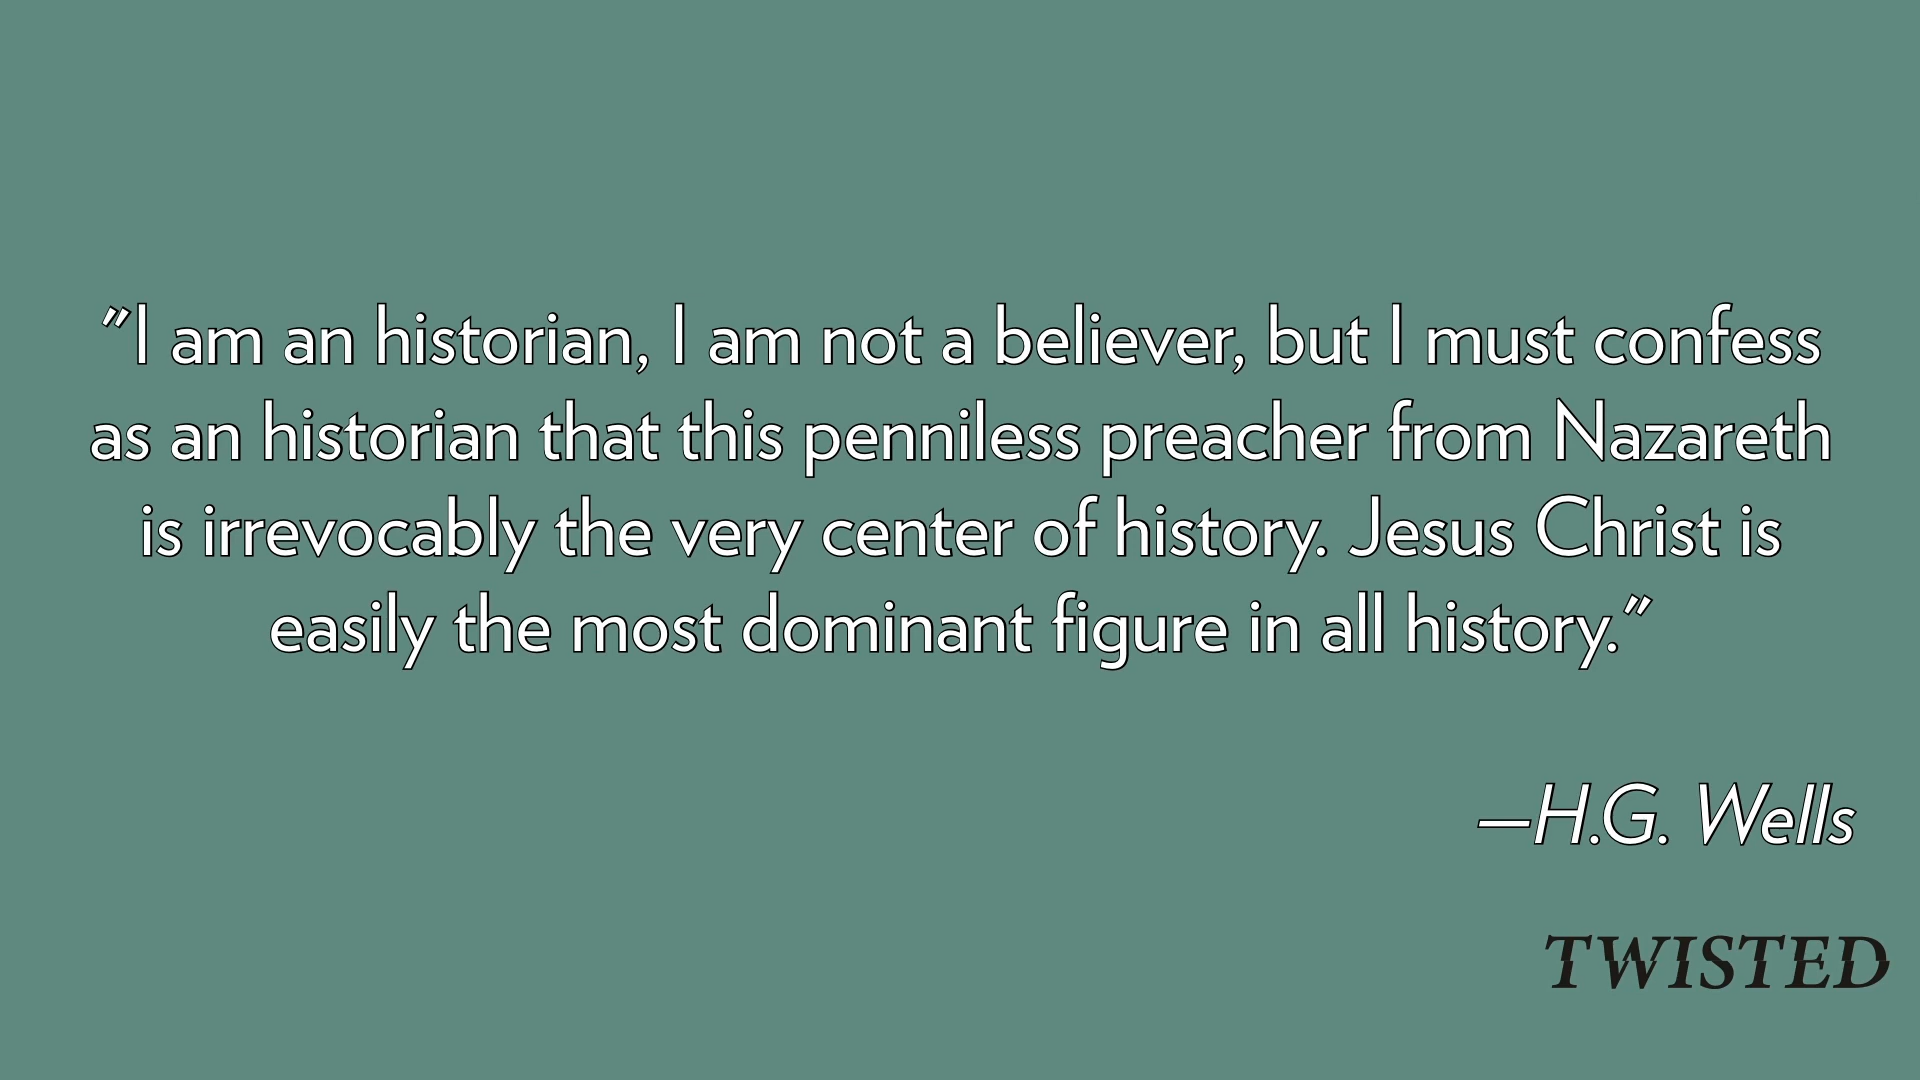 "I am an historian, I am not a believer, but I must confess
as an historian that this penniless preacher from Nazareth
is irrevocably the very center of history. Jesus Christ is
easily the most dominant figure in all history."
—H.G. Wells
TWISTED